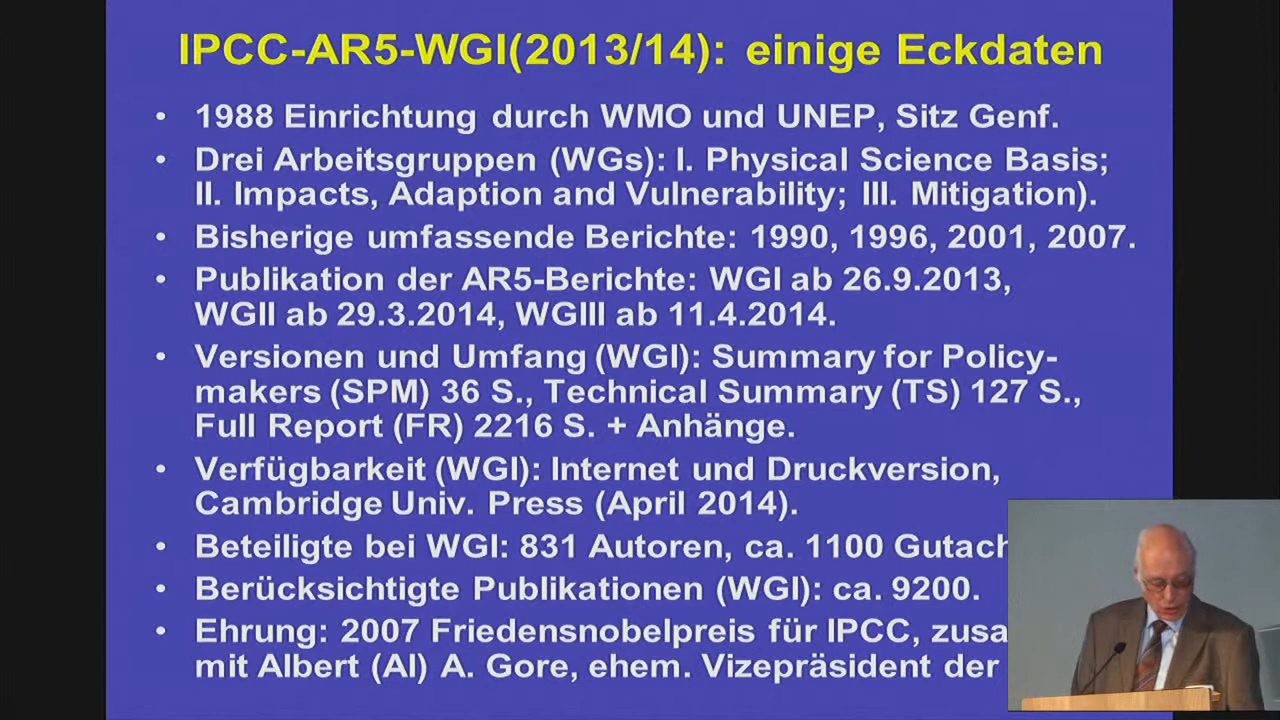 IPCC-AR5-WGI(2013/14): einige Eckdaten
• 1988 Einrichtung durch WMO und UNEP, Sitz Genf.
• Drei Arbeitsgruppen (WGs): I. Physical Science Basis;
II. Impacts, Adaption and Vulnerability; III. Mitigation).
• Bisherige umfassende Berichte: 1990, 1996, 2001, 2007.
• Publikation der AR5-Berichte: WGI ab 26.9.2013,
WGII ab 29.3.2014, WGIII ab 11.4.2014.
• Versionen und Umfang (WGI): Summary for Policy-
makers (SPM) 36 S., Technical Summary (TS) 127 S.,
Full Report (FR) 2216 S. + Anhänge.
• Verfügbarkeit (WGI): Internet und Druckversion,
Cambridge Univ. Press (April 2014).
• Beteiligte bei WGI: 831 Autoren, ca. 1100
• Berücksichtigte Publikationen (WGI): ca. 9200.
• Ehrung: 2007 Friedensnobelpreis für IPCC,
mit Albert (Al) A. Gore, ehem. Vizepräsident der